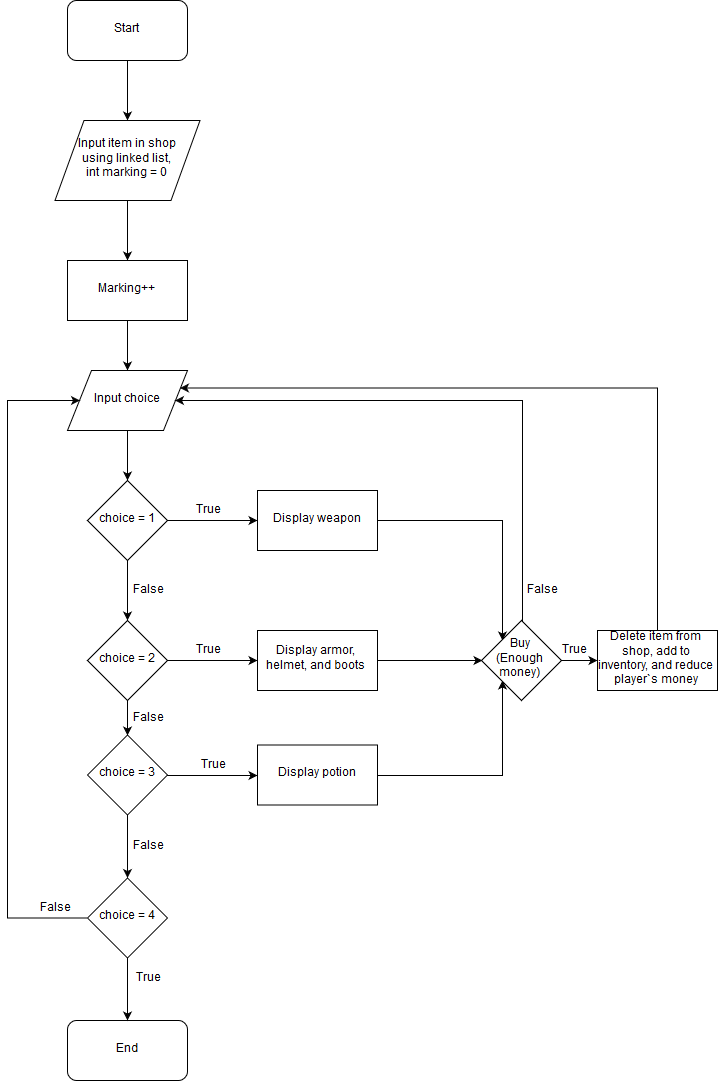 Start
Input item in shop
using linked list,
int marking = 0
Marking++
Input choice
choice = 1
True
Display weapon
False
choice = 2
True
Display armor,
helmet, and boots
Buy
(Enough
money)
False
True
Delete item from
shop, add to
inventory, and reduce
player`s money
False
choice = 3
True
Display potion
False
choice = 4
False
True
End